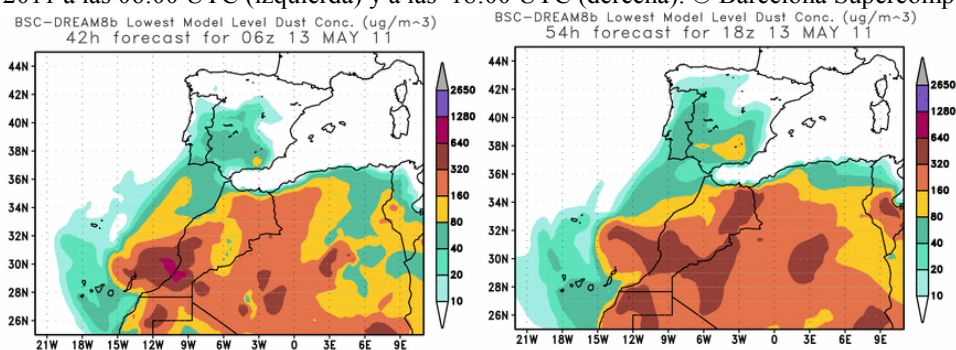 2011 a las 06:00 UTC (izquierda) y a las 18:00 UTC (derecha). © Barcelona Supercomp
BSC-DREAM8b Lowest Model Level Dust Conc. (ug/m^3)
42h forecast for 06z 13 MAY 11
44N
42N
40N
38N
36N
34N
32N
30N
28N
26N
21W 18W 15W 12W 9W 6W 3W 0 3E 6E 9E
2650
1280
640
320
160
80
40
20
10
BSC-DREAM8b Lowest Model Level Dust Conc. (ug/m^3)
54h forecast for 18z 13 MAY 11
44N
42N
40N
38N
36N
34N
32N
30N
28N
26N
21W 18W 15W 12W 9W 6W 3W 0 3E 6E 9E
2650
1280
640
320
160
80
40
20
10